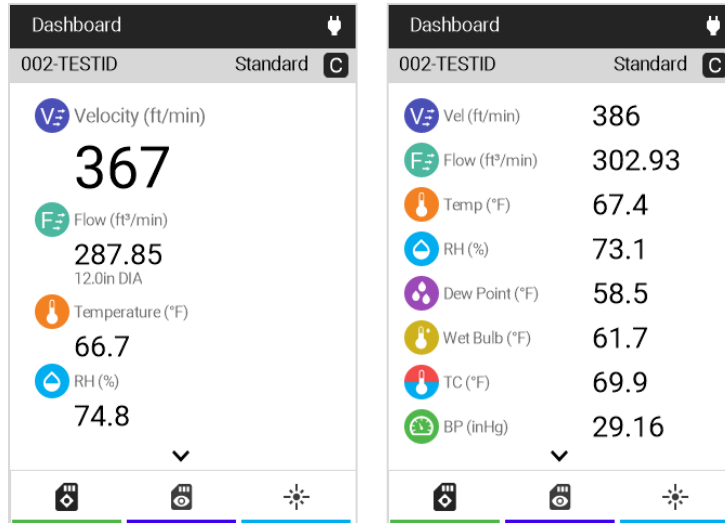 Dashboard
002-TESTID Standard C
V Velocity (ft/min)
367
F Flow (ft³/min)
287.85
12.0in DIA
Temperature (°F)
66.7
RH (%)
74.8
Dashboard
002-TESTID Standard C
V Vel (ft/min) 386
F Flow (ft³/min) 302.93
Temp (°F) 67.4
RH (%) 73.1
Dew Point (°F) 58.5
Wet Bulb (°F) 61.7
TC (°F) 69.9
BP (inHg) 29.16